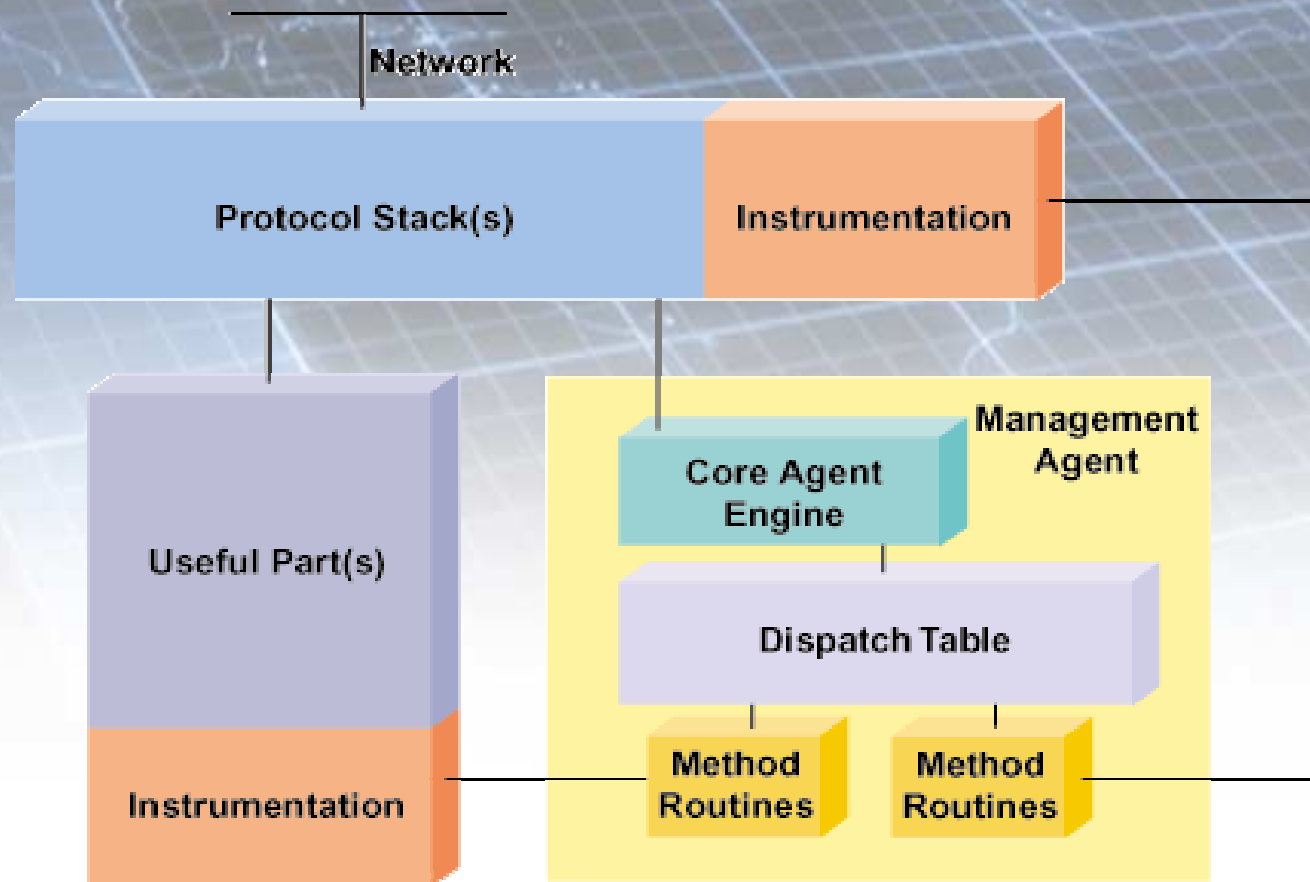 Network
Protocol Stack(s)
Instrumentation
Management
Agent
Core Agent
Engine
Useful Part(s)
Dispatch Table
Method
Routines
Method
Routines
Instrumentation